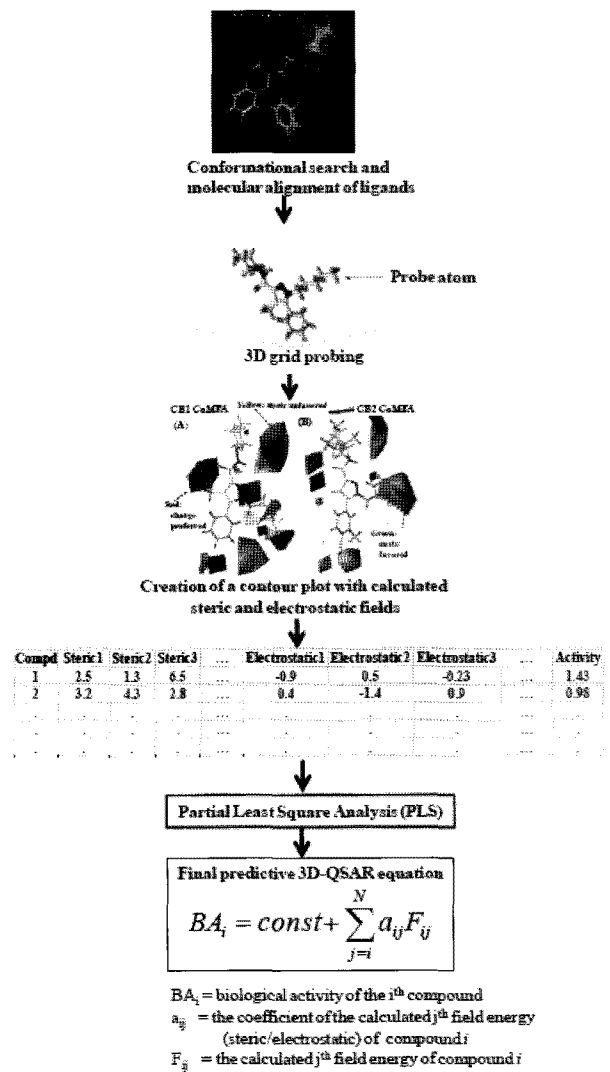 Conformational search and
molecular alignment of ligands
Probe atom
3D grid probing
CB1 CoMFA
Yellow: steric unfavored
CB2 CoMFA
(A)
(B)
Red:
charge
preferred
Green:
steric
favored
Creation of a contour plot with calculated
steric and electrostatic fields
Compd Steric1 Steric2 Steric3 ... Electrostatic1 Electrostatic2 Electrostatic3 ... Activity
1 2.5 1.3 6.5 ... -0.9 0.5 -0.23 ... 1.43
2 3.2 4.3 2.8 ... 0.4 -1.4 0.9 ... 0.98
Partial Least Square Analysis (PLS)
Final predictive 3D-QSAR equation
BA_i = const + \sum_{j=i}^{N} a_{ij} F_{ij}
BA_i = biological activity of the i^th compound
a_ij = the coefficient of the calculated j^th field energy
(steric/electrostatic) of compound i
F_ij = the calculated j^th field energy of compound i